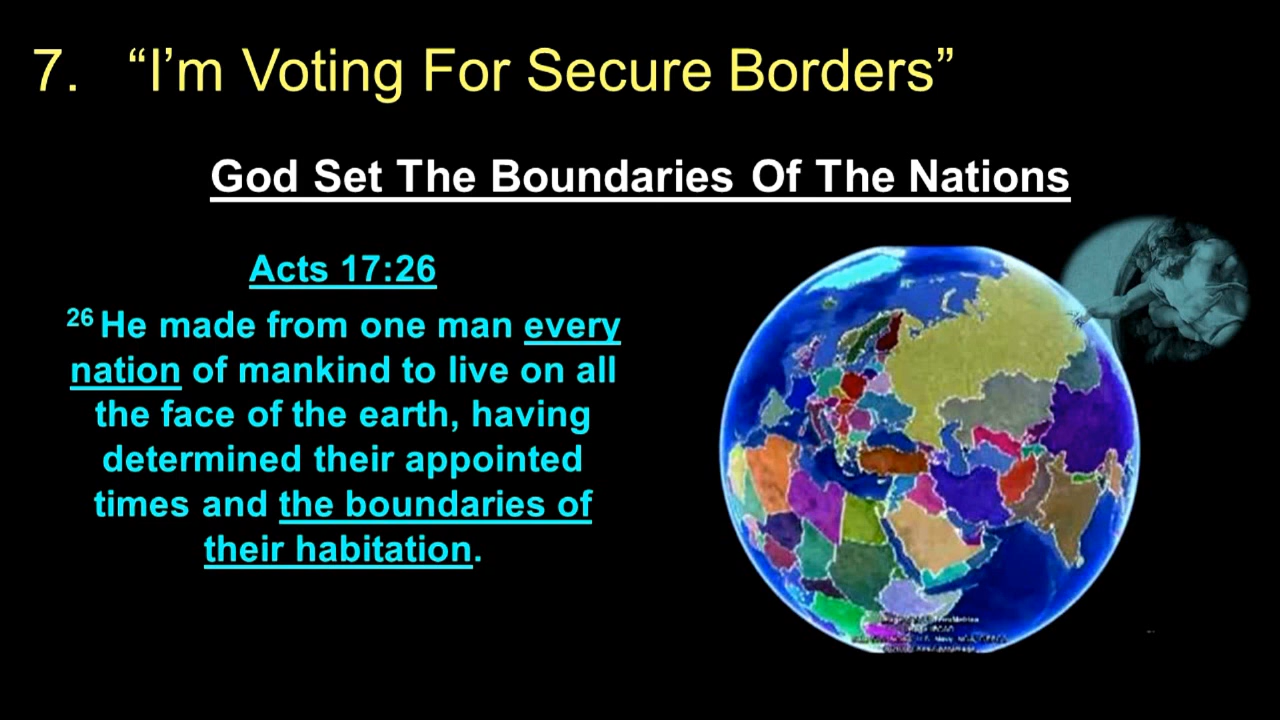 7. “I’m Voting For Secure Borders”
God Set The Boundaries Of The Nations
Acts 17:26
26 He made from one man every
nation of mankind to live on all
the face of the earth, having
determined their appointed
times and the boundaries of
their habitation.